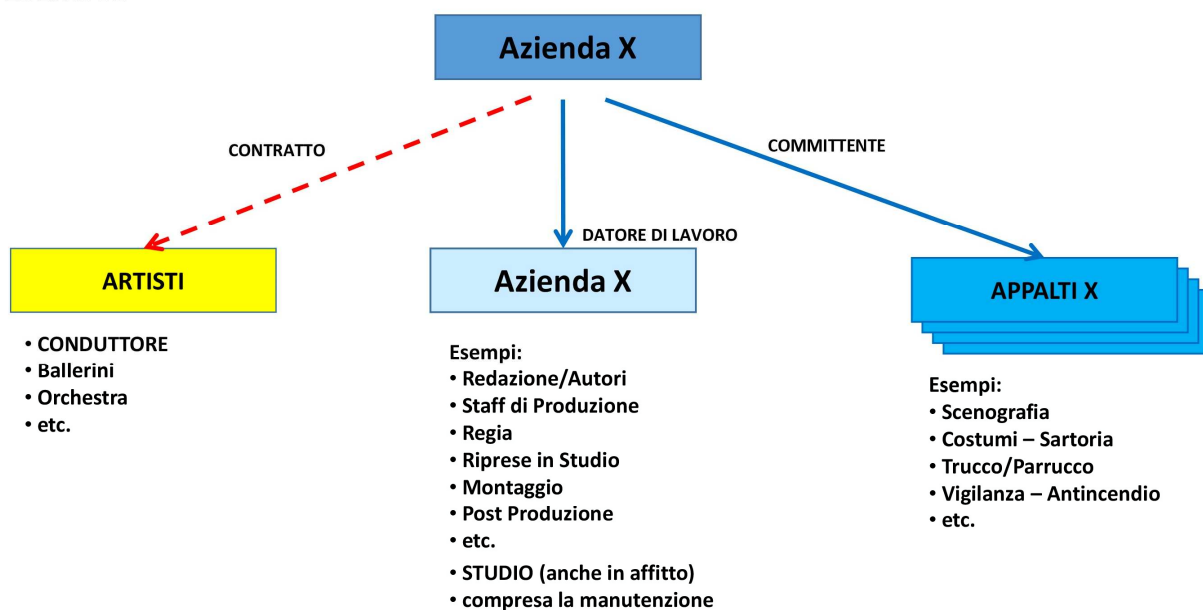 Azienda X
CONTRATTO
COMMITTENTE
DATORE DI LAVORO
ARTISTI
• CONDUTTORE
• Ballerini
• Orchestra
• etc.
Azienda X
Esempi:
• Redazione/Autori
• Staff di Produzione
• Regia
• Riprese in Studio
• Montaggio
• Post Produzione
• etc.
• STUDIO (anche in affitto)
• compresa la manutenzione
APPALTI X
Esempi:
• Scenografia
• Costumi – Sartoria
• Trucco/Parrucco
• Vigilanza – Antincendio
• etc.